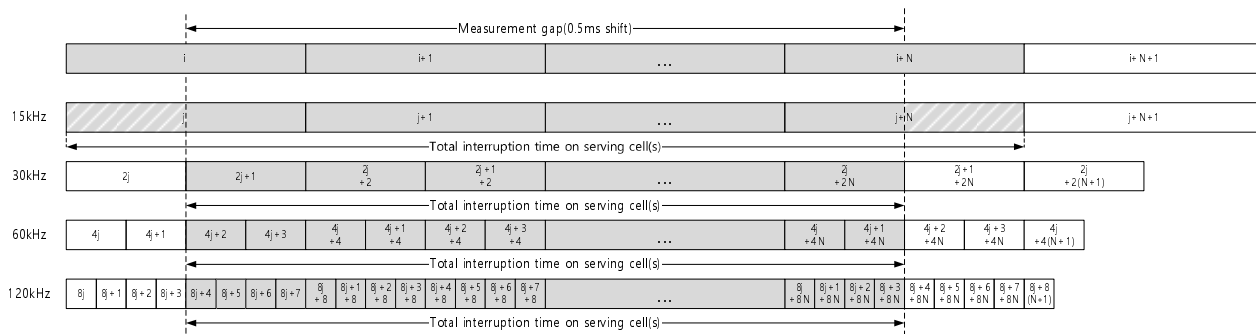 Measurement gap(0.5ms shift)
i i+1 ... i+N i+N+1
15kHz j j+1 ... j+N j+N+1
Total interruption time on serving cell(s)
30kHz 2j 2j+1 2j +2 2j+1 +2 ... 2j +2N 2j+1 +2N 2j +2(N+1)
Total interruption time on serving cell(s)
60kHz 4j 4j+1 4j+2 4j+3 4j +4 4j+1 +4 4j+2 +4 4j+3 +4 ... 4j +4N 4j+1 +4N 4j+2 +4N 4j+3 +4N 4j +4(N+1)
Total interruption time on serving cell(s)
120kHz 8j 8j+1 8j+2 8j+3 8j+4 8j+5 8j+6 8j+7 8j +8 8j+1 +8 8j+2 +8 8j+3 +8 8j+4 +8 8j+5 +8 8j+6 +8 8j+7 +8 ... 8j +8N 8j+1 +8N 8j+2 +8N 8j+3 +8N 8j+4 +8N 8j+5 +8N 8j+6 +8N 8j+7 +8N 8j+8 (N+1)
Total interruption time on serving cell(s)